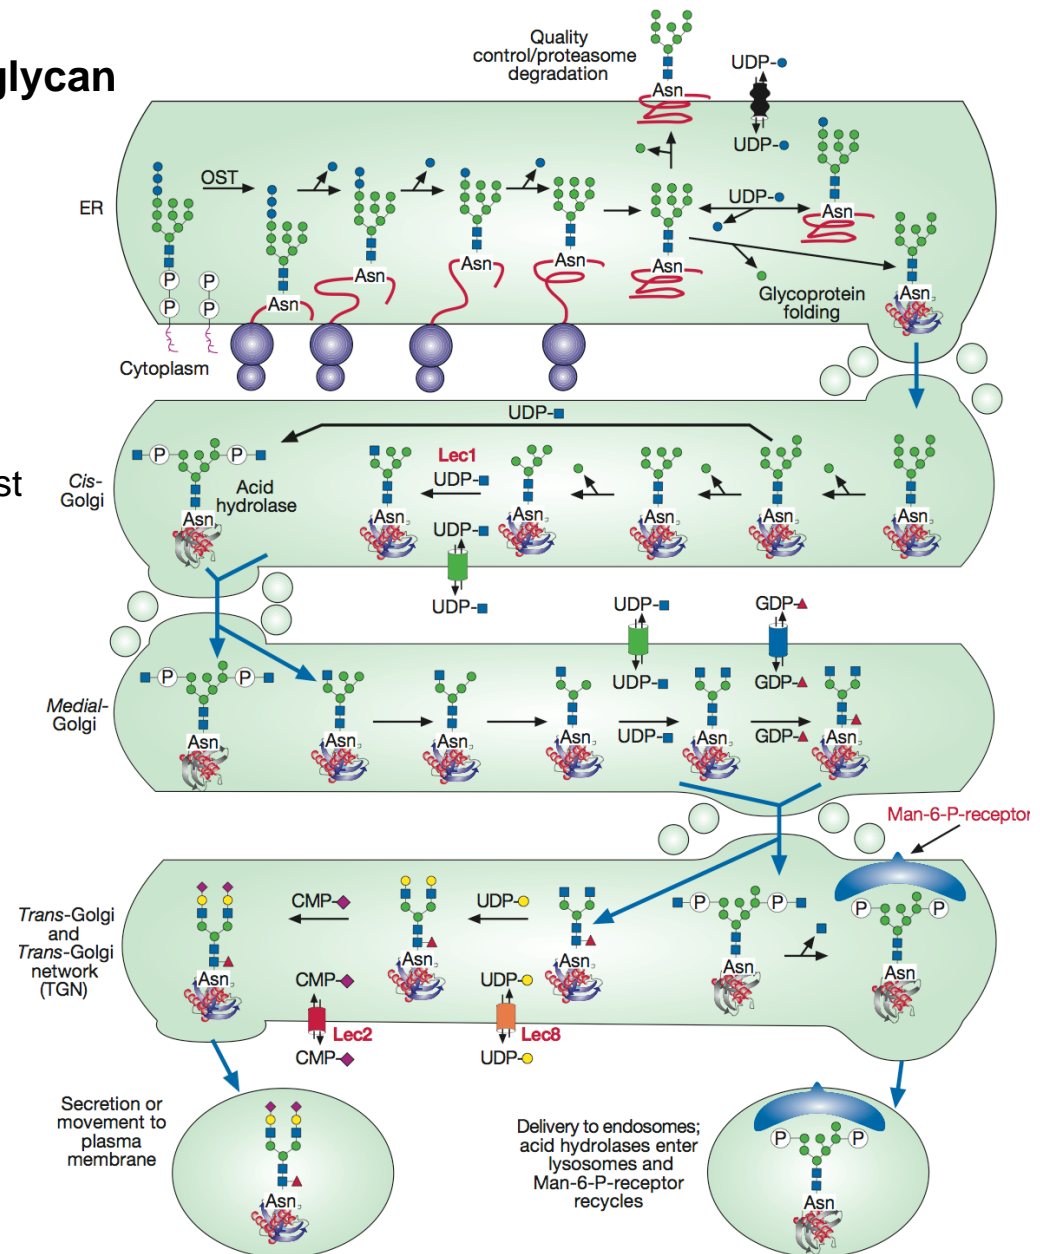 glycan
Quality
control/proteasome
degradation
Asn
UDP-
UDP-
ER
OST
UDP-
Asn
Asn
Asn
Asn
Asn
Asn
Asn
P
P
P
P
Glycoprotein
folding
Cytoplasm
UDP-
st
Cis-
Golgi
P
P
Acid
hydrolase
Lec1
UDP-
Asn
Asn
Asn
Asn
Asn
Asn
UDP-
UDP-
UDP-
GDP-
P
P
UDP-
GDP-
Medial-
Golgi
Asn
Asn
Asn
Asn
UDP-
Asn
GDP-
Asn
Man-6-P-receptor
Trans-Golgi
and
Trans-Golgi
network
(TGN)
CMP-
UDP-
P
P
P
P
Asn
Asn
Asn
Asn
Asn
CMP-
UDP-
Lec2
Lec8
CMP-
UDP-
Secretion or
movement to
plasma
membrane
Asn
Delivery to endosomes;
acid hydrolases enter
lysosomes and
Man-6-P-receptor
recycles
P
P
Asn